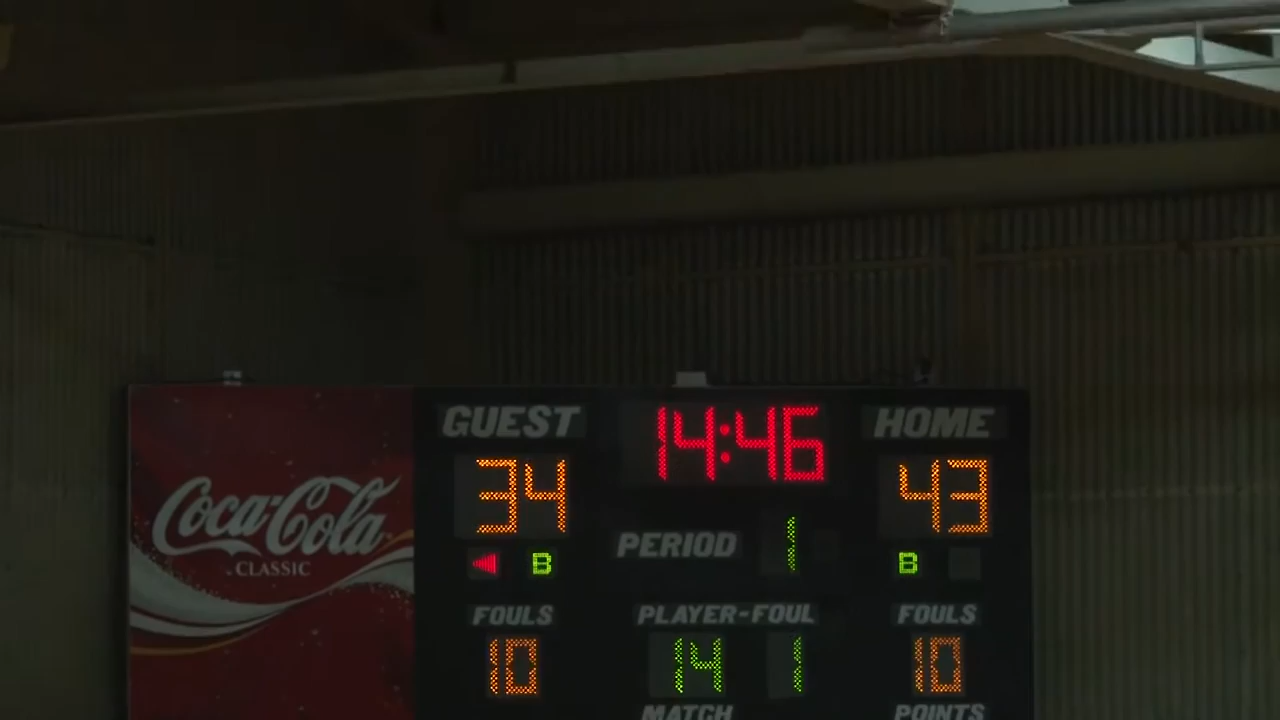 GUEST 14:46 HOME
34 43
PERIOD 1
B B
Coca-Cola
CLASSIC
FOULS PLAYER-FOUL FOULS
10 14 1 10
MATCH POINTS